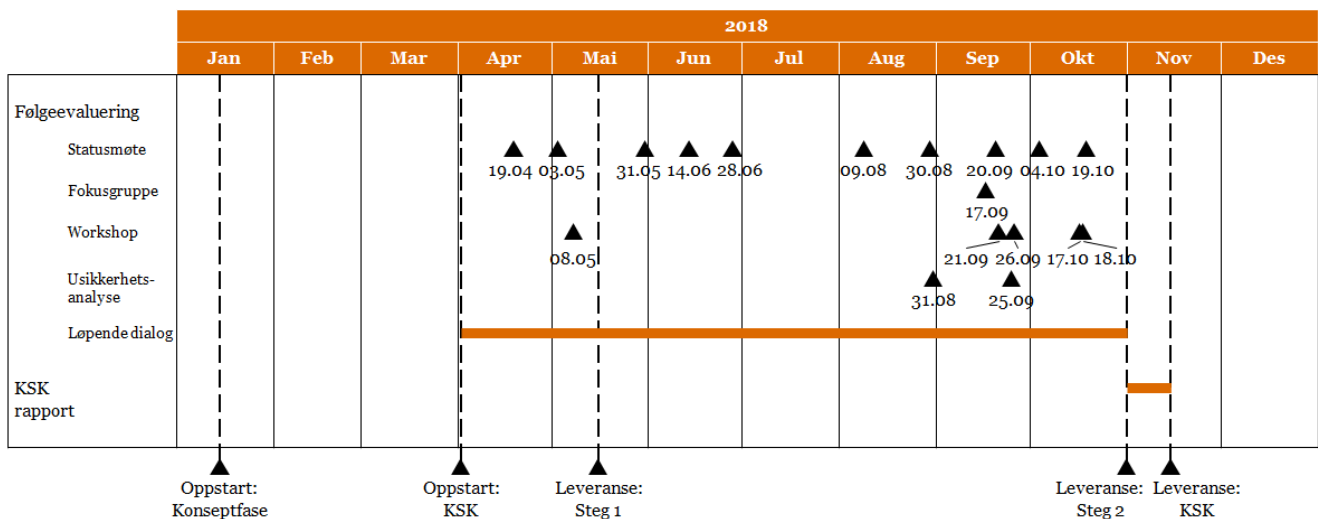 2018
Jan Feb Mar Apr Mai Jun Jul Aug Sep Okt Nov Des
Følgeevaluering
Statusmøte
19.04 03.05 31.05 14.06 28.06 09.08 30.08 20.09 04.10 19.10
Fokusgruppe
17.09
Workshop
08.05 21.09 26.09 17.10 18.10
Usikkerhets-
analyse
31.08 25.09
Løpende dialog
KSK
rapport
Oppstart: Oppstart: Leveranse: Leveranse: Leveranse:
Konseptfase KSK Steg 1 Steg 2 KSK